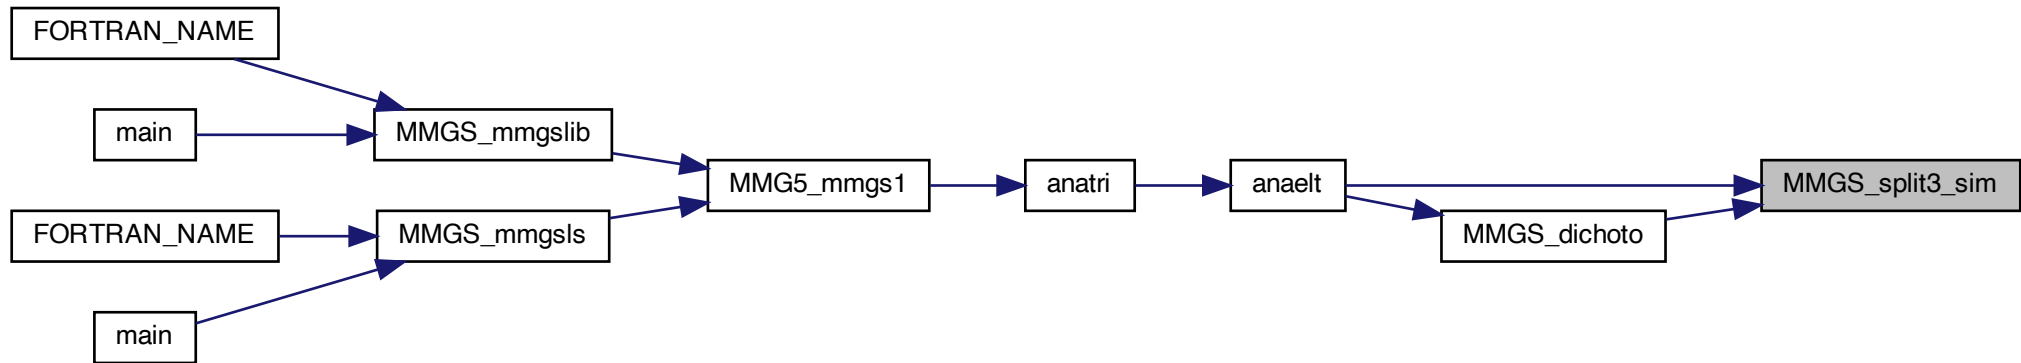 FORTRAN_NAME
main
MMGS_mmgslib
MMG5_mmgs1
anatri
anaelt
MMGS_split3_sim
FORTRAN_NAME
MMGS_mmgsls
MMGS_dichoto
main